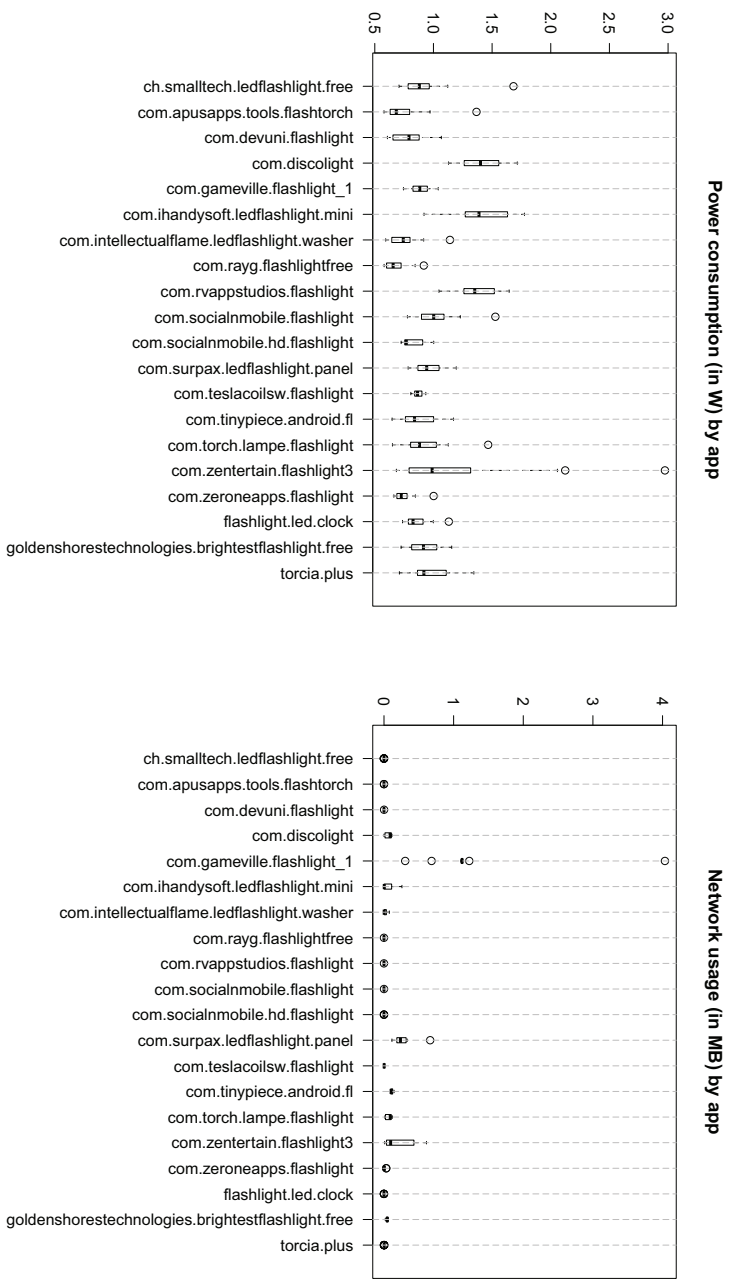 Power consumption (in W) by app
0.5
1.0
1.5
2.0
2.5
3.0
ch.smalltech.ledflashlight.free
com.apusapps.tools.flashtorch
com.devuni.flashlight
com.discolight
com.gameville.flashlight_1
com.ihandysoft.ledflashlight.mini
com.intellectualflame.ledflashlight.washer
com.rayg.flashlightfree
com.rvappstudios.flashlight
com.socialnmobile.flashlight
com.socialnmobile.hd.flashlight
com.surpax.ledflashlight.panel
com.teslacoilsw.flashlight
com.tinypiece.android.fl
com.torch.lampe.flashlight
com.zentertain.flashlight3
com.zeroneapps.flashlight
flashlight.led.clock
goldenshorestechnologies.brightestflashlight.free
torcia.plus
Network usage (in MB) by app
0
1
2
3
4
ch.smalltech.ledflashlight.free
com.apusapps.tools.flashtorch
com.devuni.flashlight
com.discolight
com.gameville.flashlight_1
com.ihandysoft.ledflashlight.mini
com.intellectualflame.ledflashlight.washer
com.rayg.flashlightfree
com.rvappstudios.flashlight
com.socialnmobile.flashlight
com.socialnmobile.hd.flashlight
com.surpax.ledflashlight.panel
com.teslacoilsw.flashlight
com.tinypiece.android.fl
com.torch.lampe.flashlight
com.zentertain.flashlight3
com.zeroneapps.flashlight
flashlight.led.clock
goldenshorestechnologies.brightestflashlight.free
torcia.plus